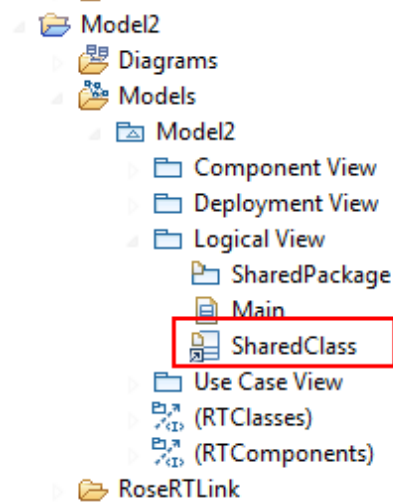 Model2
Diagrams
Models
Model2
Component View
Deployment View
Logical View
SharedPackage
Main
SharedClass
Use Case View
(RTClasses)
(RTComponents)
RoseRTLink